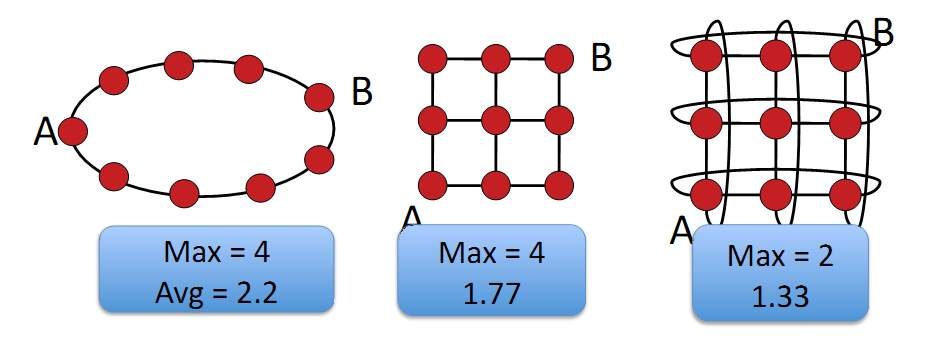 A
B
Max = 4
Avg = 2.2
B
A
Max = 4
1.77
B
A
Max = 2
1.33